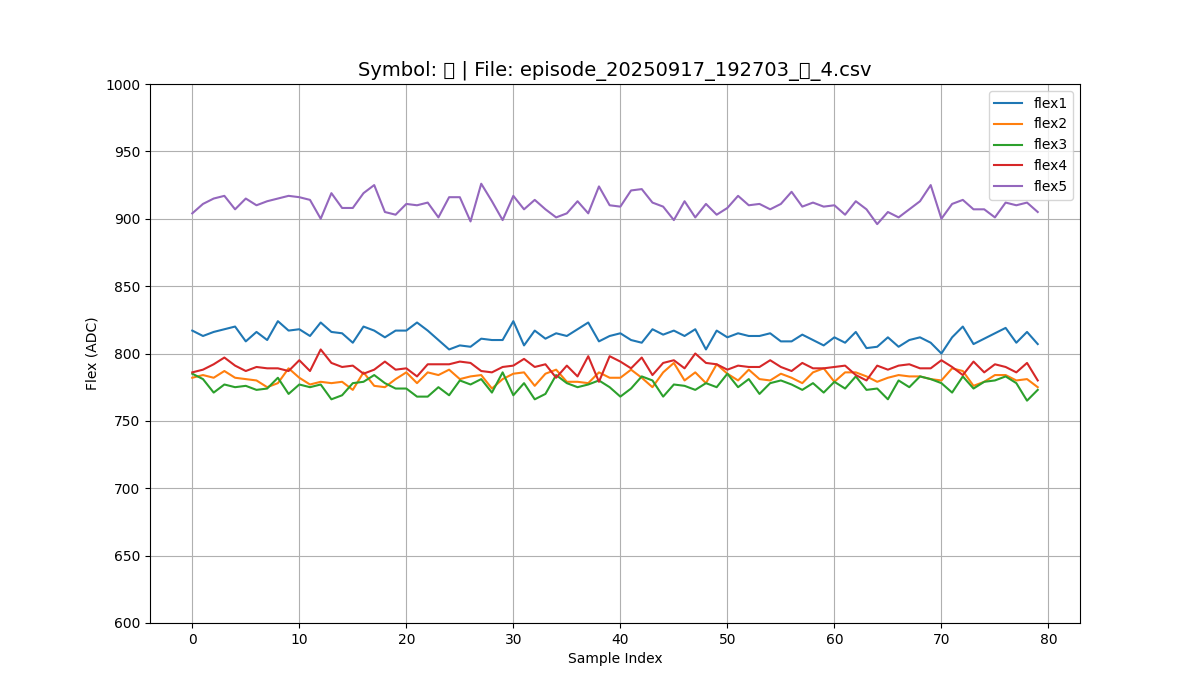 Symbol: | File: episode_20250917_192703_ _4.csv
1000
950
900
850
800
750
700
650
600
Flex (ADC)
0 10 20 30 40 50 60 70 80
Sample Index
flex1
flex2
flex3
flex4
flex5